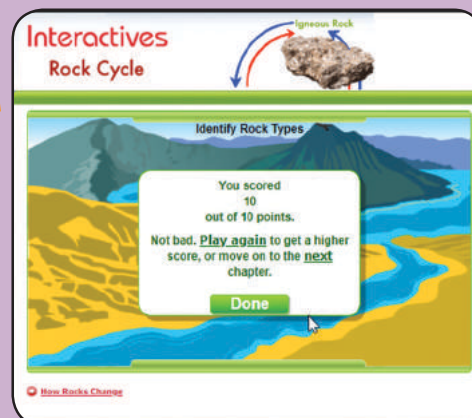 Interactives
Rock Cycle
Igneous Rock
Identify Rock Types
You scored
10
out of 10 points.
Not bad. Play again to get a higher
score, or move on to the next
chapter.
Done
How Rocks Change